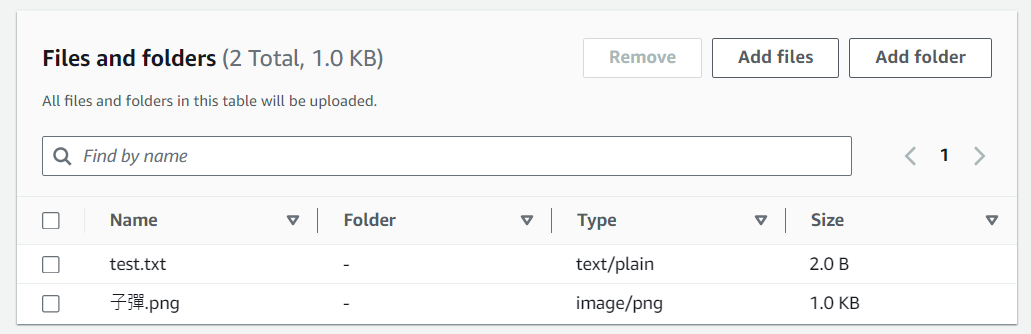 Files and folders (2 Total, 1.0 KB)
Remove
Add files
Add folder
All files and folders in this table will be uploaded.
Find by name
1
Name Folder Type Size
test.txt - text/plain 2.0 B
子彈.png - image/png 1.0 KB